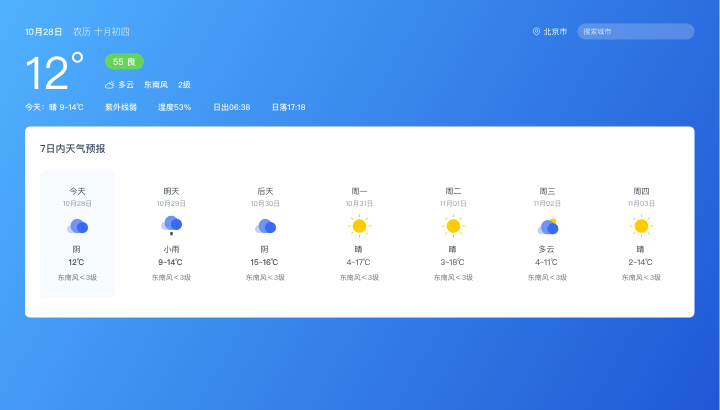 10月28日 农历 十月初四
北京市 搜索城市
12°
55 良
多云 东南风 2级
今天：晴 9-14℃ 紫外线弱 湿度53% 日出06:38 日落17:18
7日内天气预报
今天 明天 后天 周一 周二 周三 周四
10月28日 10月29日 10月30日 10月31日 11月01日 11月02日 11月03日
阴 小雨 阴 晴 晴 多云 晴
12℃ 9-14℃ 15-16℃ 4-17℃ 3-18℃ 4-11℃ 2-14℃
东南风＜3级 东南风＜3级 东南风＜3级 东南风＜3级 东南风＜3级 东南风＜3级 东南风＜3级